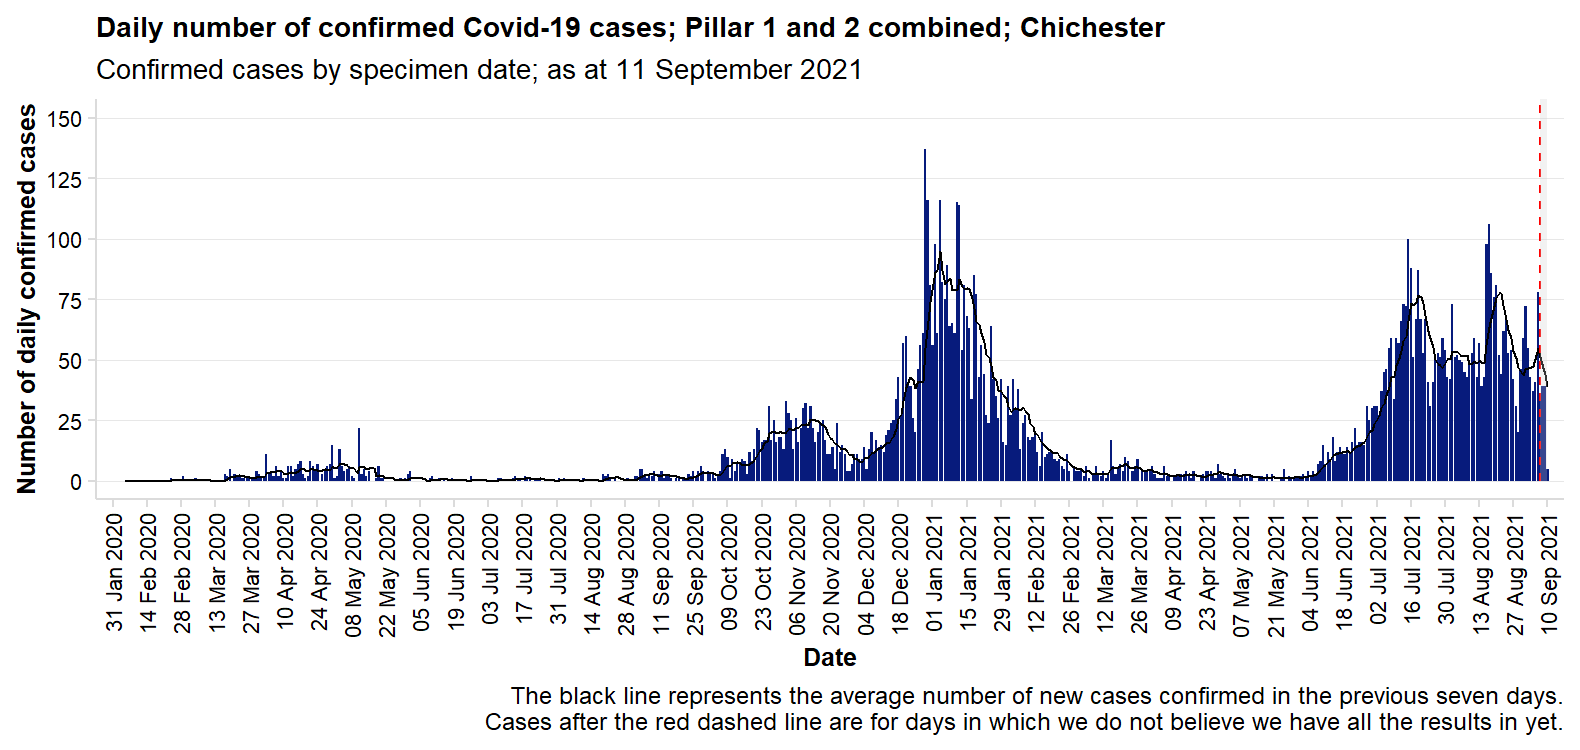 Daily number of confirmed Covid-19 cases; Pillar 1 and 2 combined; Chichester
Confirmed cases by specimen date; as at 11 September 2021
Number of daily confirmed cases
150
125
100
75
50
25
0
31 Jan 2020
14 Feb 2020
28 Feb 2020
13 Mar 2020
27 Mar 2020
10 Apr 2020
24 Apr 2020
08 May 2020
22 May 2020
05 Jun 2020
19 Jun 2020
03 Jul 2020
17 Jul 2020
31 Jul 2020
14 Aug 2020
28 Aug 2020
11 Sep 2020
25 Sep 2020
09 Oct 2020
23 Oct 2020
06 Nov 2020
20 Nov 2020
04 Dec 2020
18 Dec 2020
01 Jan 2021
15 Jan 2021
29 Jan 2021
12 Feb 2021
26 Feb 2021
12 Mar 2021
26 Mar 2021
09 Apr 2021
23 Apr 2021
07 May 2021
21 May 2021
04 Jun 2021
18 Jun 2021
02 Jul 2021
16 Jul 2021
30 Jul 2021
13 Aug 2021
27 Aug 2021
10 Sep 2021
Date
The black line represents the average number of new cases confirmed in the previous seven days.
Cases after the red dashed line are for days in which we do not believe we have all the results in yet.